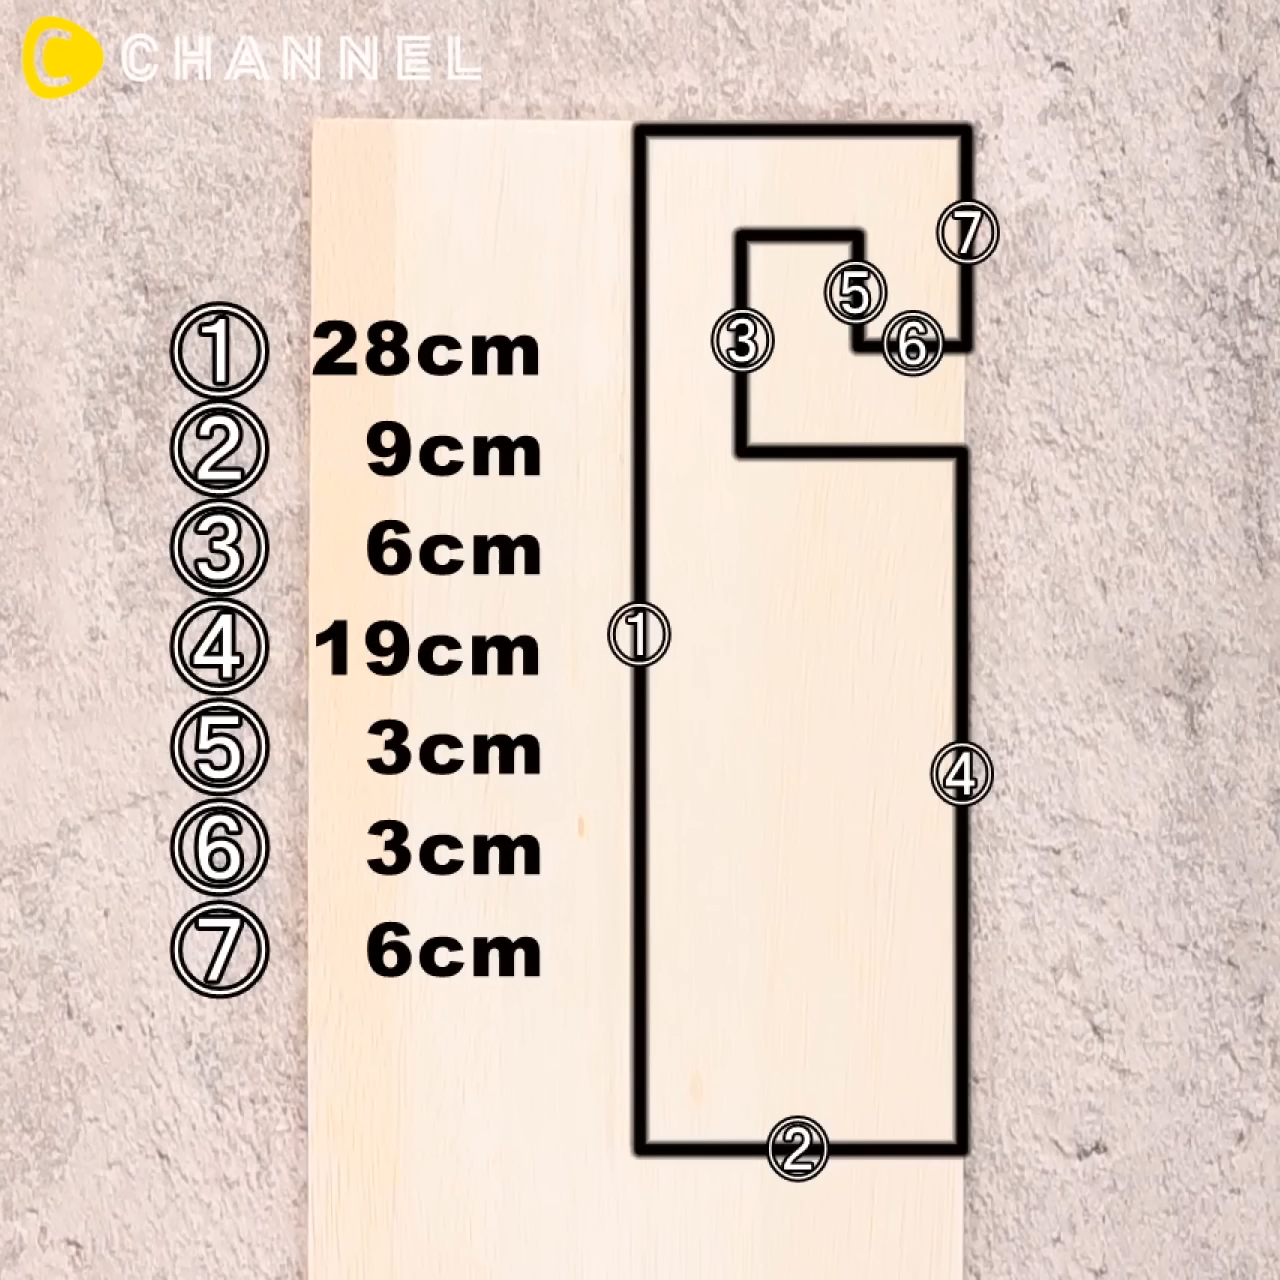 C CHANNEL
① 28cm
② 9cm
③ 6cm
④ 19cm
⑤ 3cm
⑥ 3cm
⑦ 6cm
⑦
⑤
③ ⑥
①
④
②